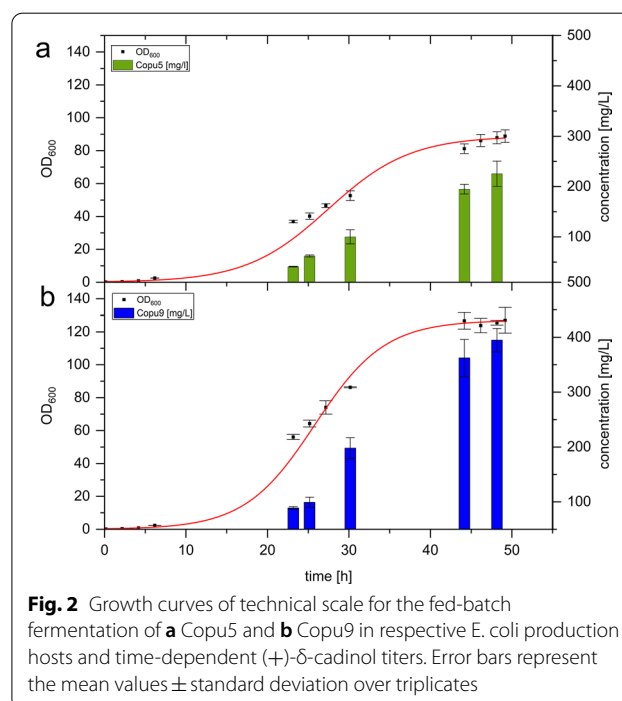 a
OD600
Copu5 [mg/l]
140
120
100
80
60
40
20
0
OD600
500
400
300
200
100
500
concentration [mg/L]
b
OD600
Copu9 [mg/L]
140
120
100
80
60
40
20
0
OD600
400
300
200
100
concentration [mg/L]
0 10 20 30 40 50
time [h]
Fig. 2 Growth curves of technical scale for the fed-batch
fermentation of a Copu5 and b Copu9 in respective E. coli production
hosts and time-dependent (+)-δ-cadinol titers. Error bars represent
the mean values ± standard deviation over triplicates